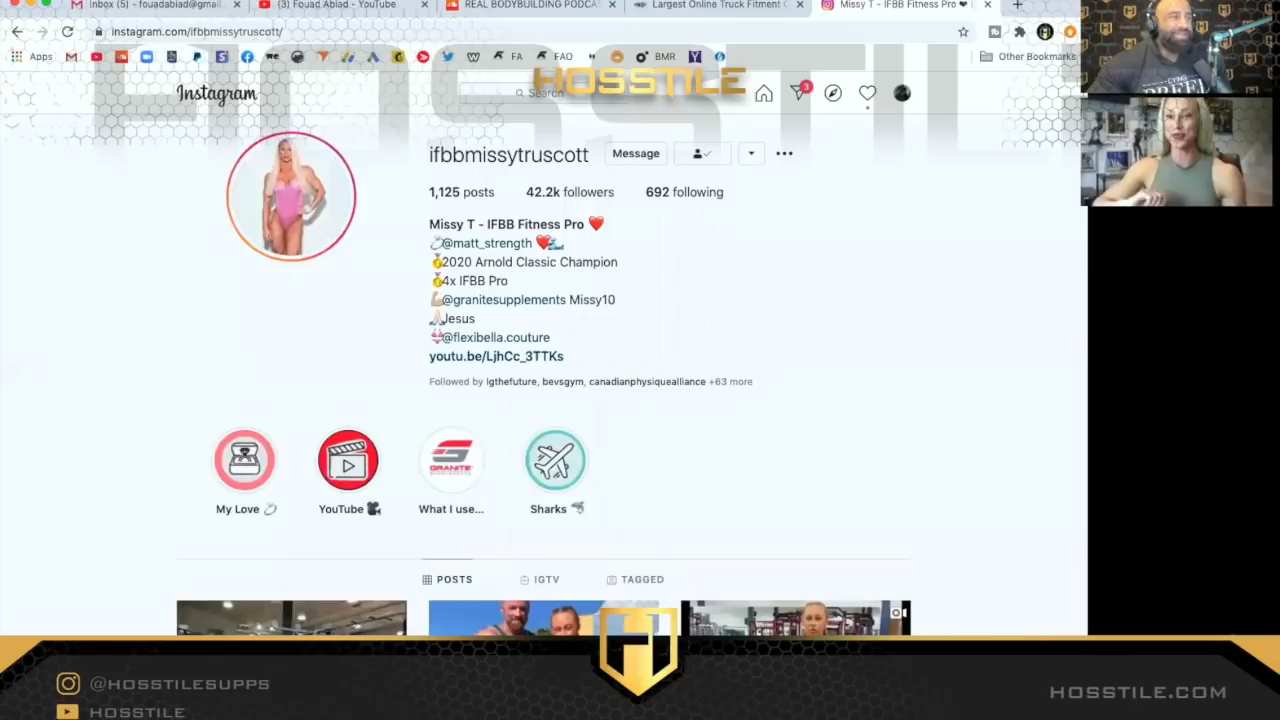 Inbox (5) - fouadabiad@gmail.
(3) Fouad Abiad - YouTube
REAL BODYBUILDING PODCAS
Largest Online Truck Fitment C
Missy T - IFBB Fitness Pro ❤
instagram.com/ifbbmissytruscott/
Apps
FA
FAO
BMR
Other Bookmarks
HOSSTILE
Instagram
Search
3
ifbbmissytruscott
Message
1,125 posts 42.2k followers 692 following
Missy T - IFBB Fitness Pro ❤️
💍@matt_strength ❤️🌊
🥇2020 Arnold Classic Champion
🥇4x IFBB Pro
💪🏼@granitesupplements Missy10
🙏🏼Jesus
👙@flexibella.couture
youtu.be/LjhCc_3TTKs
Followed by lgthefuture, bevsgym, canadianphysiquealliance +63 more
GRANITE
My Love 💍
YouTube 🎥
What I use...
Sharks 🦈
POSTS
IGTV
TAGGED
@HOSSTILESUPPS
HOSSTILE
HOSSTILE.COM